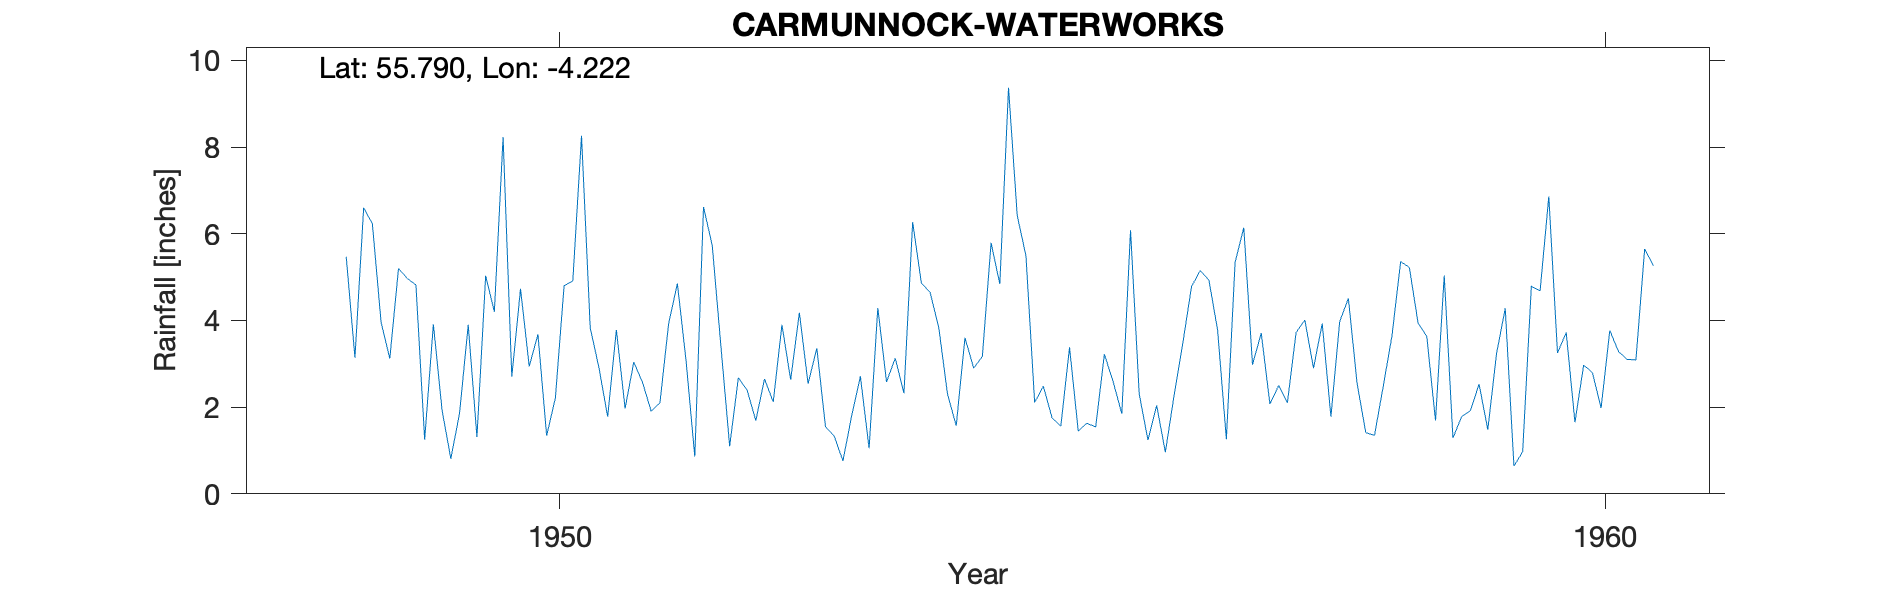 CARMUNNOCK-WATERWORKS
Lat: 55.790, Lon: -4.222
10
8
6
4
2
0
Rainfall [inches]
1950
1960
Year